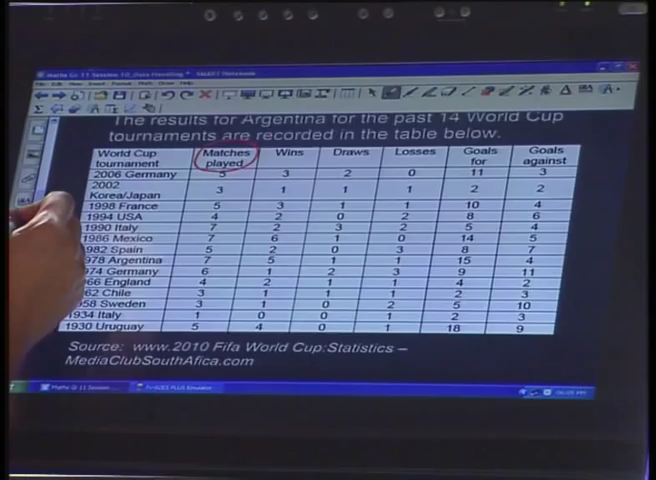 Maths Gr 11 Session 10_Data Handling * - SMART Notebook
The results for Argentina for the past 14 World Cup
tournaments are recorded in the table below.
World Cup tournament Matches played Wins Draws Losses Goals for Goals against
2006 Germany 5 3 2 0 11 3
2002 Korea/Japan 3 1 1 1 2 2
1998 France 5 3 1 1 10 4
1994 USA 4 2 0 2 8 6
1990 Italy 7 2 3 2 5 4
1986 Mexico 7 6 1 0 14 5
1982 Spain 5 2 0 3 8 7
978 Argentina 7 5 1 1 15 4
974 Germany 6 1 2 3 9 11
966 England 4 2 1 1 4 2
962 Chile 3 1 1 1 2 3
958 Sweden 3 1 0 2 5 10
1934 Italy 1 0 0 1 2 3
1930 Uruguay 5 4 0 1 18 9
Source: www.2010 Fifa World Cup:Statistics –
MediaClubSouthAfica.com